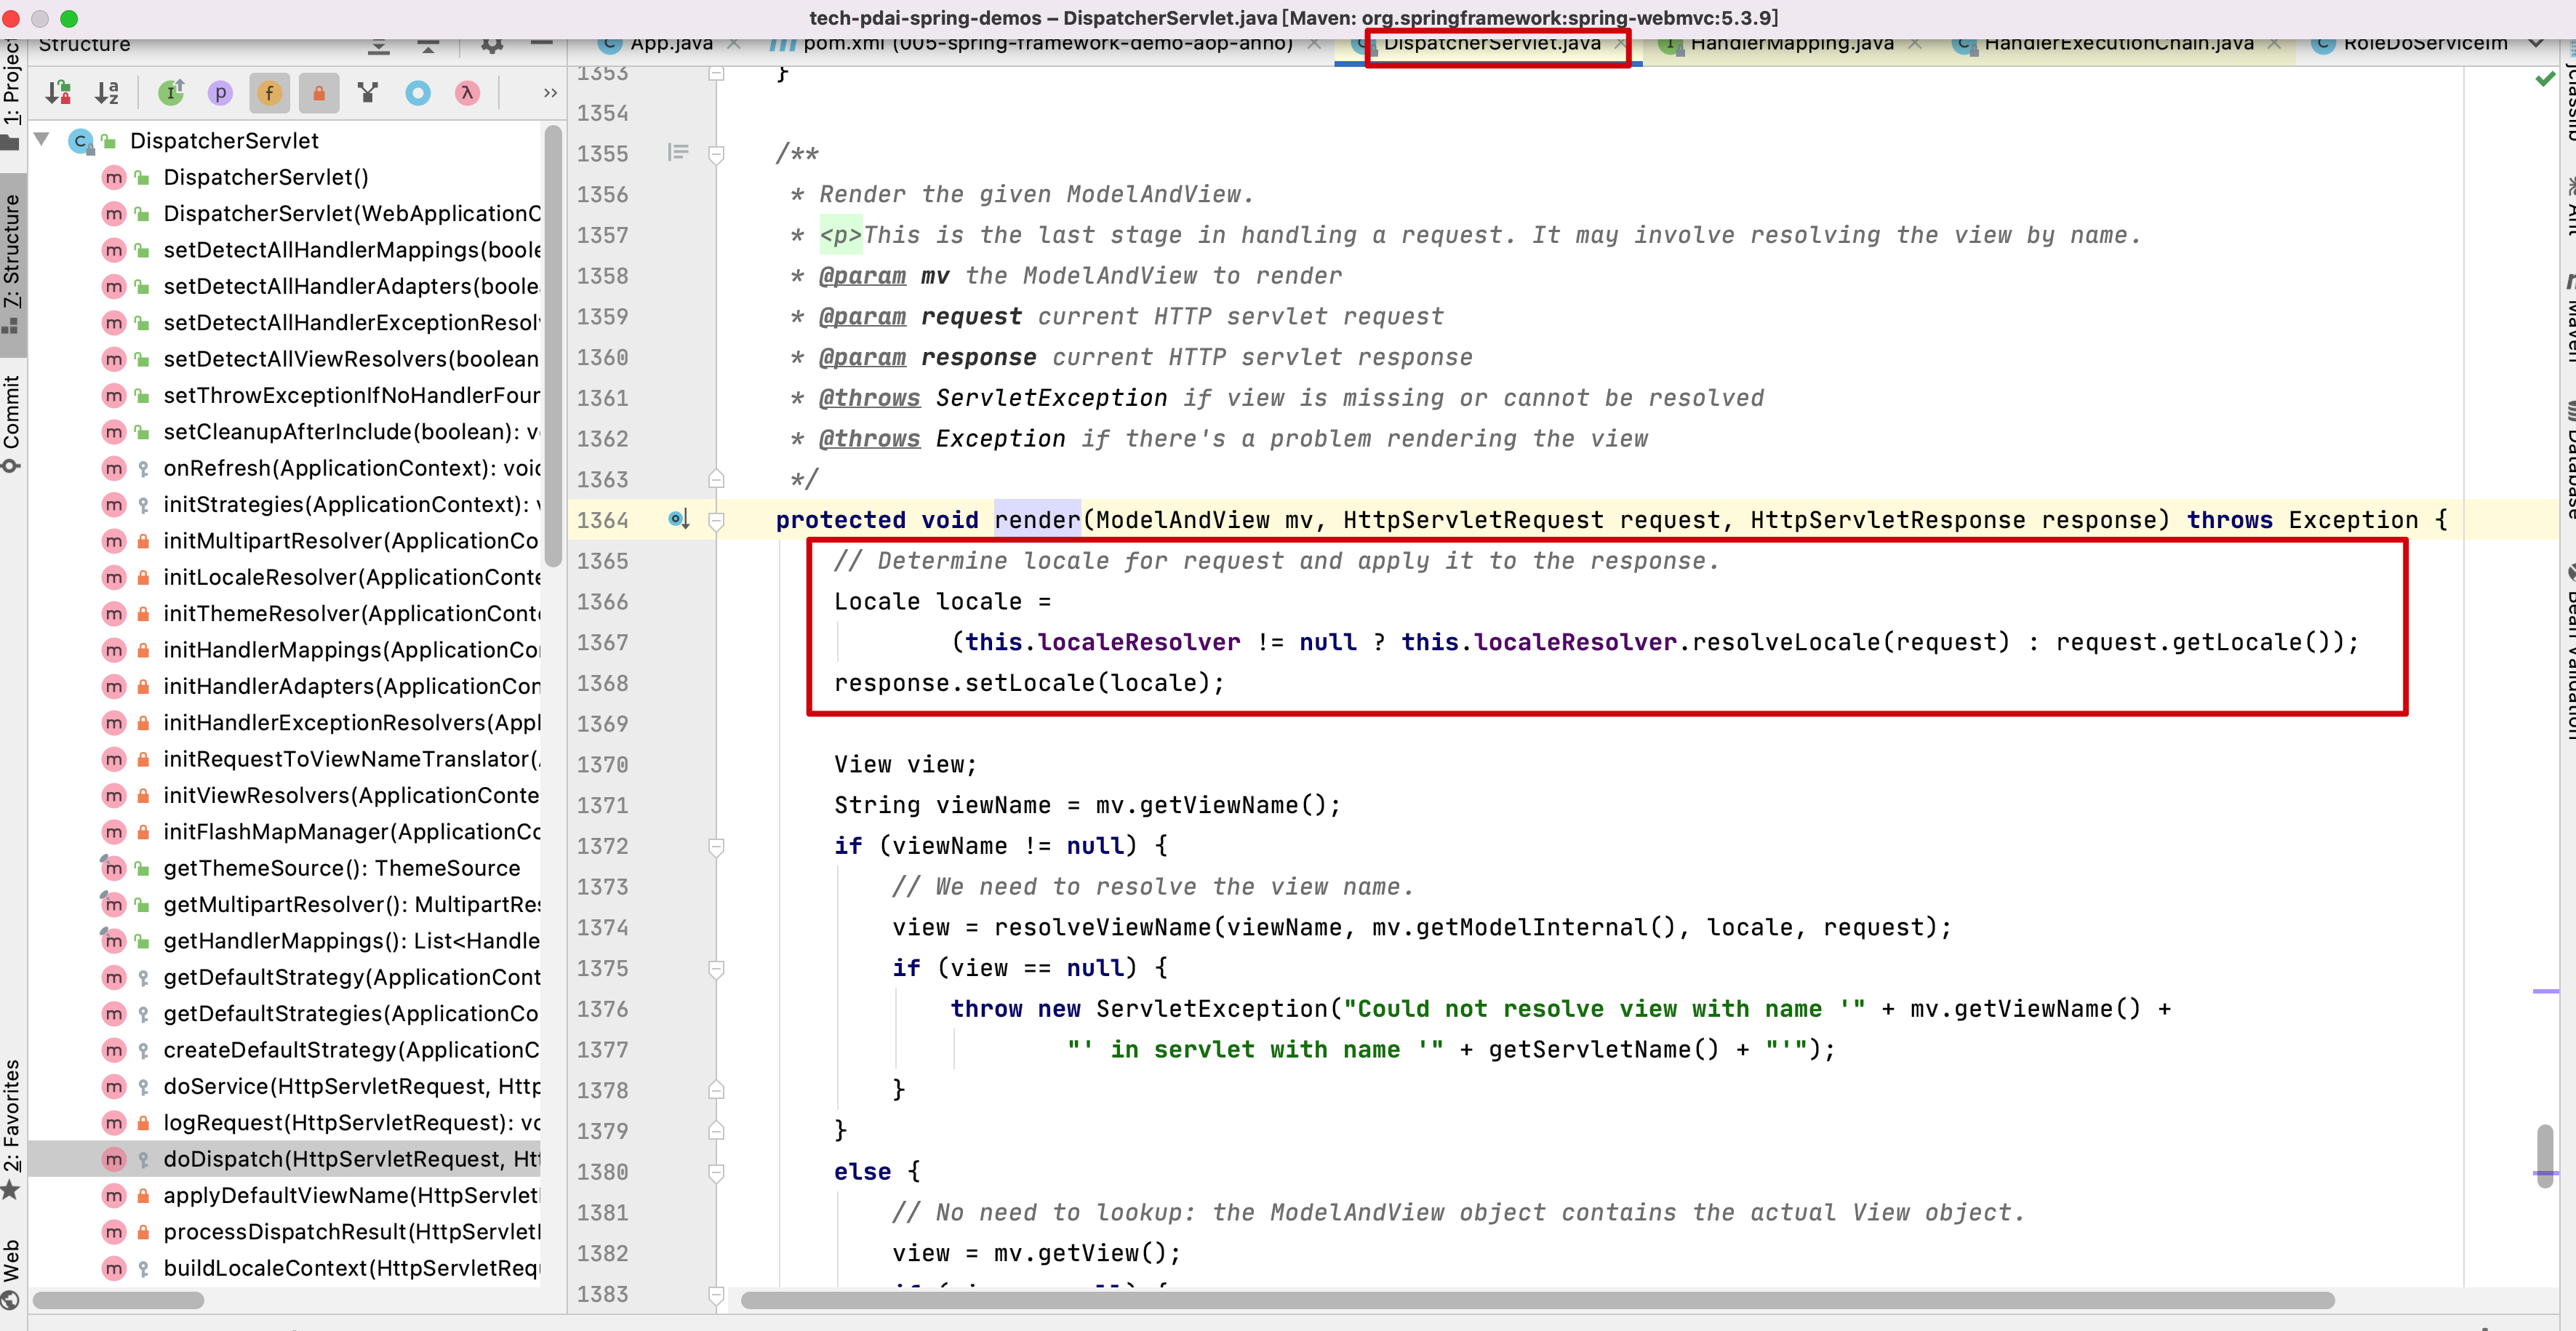 tech-pdai-spring-demos – DispatcherServlet.java [Maven: org.springframework:spring-webmvc:5.3.9]
Structure
App.java
pom.xml (005-spring-framework-demo-aop-anno)
DispatcherServlet.java
HandlerMapping.java
HandlerExecutionChain.java
RoleDoServiceIm
1: Project
7: Structure
Commit
2: Favorites
Web
DispatcherServlet
DispatcherServlet()
DispatcherServlet(WebApplicationC
setDetectAllHandlerMappings(boole
setDetectAllHandlerAdapters(boole
setDetectAllHandlerExceptionResol
setDetectAllViewResolvers(boolean
setThrowExceptionIfNoHandlerFour
setCleanupAfterInclude(boolean): v
onRefresh(ApplicationContext): void
initStrategies(ApplicationContext): v
initMultipartResolver(ApplicationCo
initLocaleResolver(ApplicationConte
initThemeResolver(ApplicationConte
initHandlerMappings(ApplicationCo
initHandlerAdapters(ApplicationCon
initHandlerExceptionResolvers(Appl
initRequestToViewNameTranslator(
initViewResolvers(ApplicationConte
initFlashMapManager(ApplicationCo
getThemeSource(): ThemeSource
getMultipartResolver(): MultipartRes
getHandlerMappings(): List<Handle
getDefaultStrategy(ApplicationCont
getDefaultStrategies(ApplicationCo
createDefaultStrategy(ApplicationC
doService(HttpServletRequest, Http
logRequest(HttpServletRequest): vo
doDispatch(HttpServletRequest, Htt
applyDefaultViewName(HttpServletI
processDispatchResult(HttpServletI
buildLocaleContext(HttpServletRequ
1353 }
1354
1355 /**
1356 * Render the given ModelAndView.
1357 * <p>This is the last stage in handling a request. It may involve resolving the view by name.
1358 * @param mv the ModelAndView to render
1359 * @param request current HTTP servlet request
1360 * @param response current HTTP servlet response
1361 * @throws ServletException if view is missing or cannot be resolved
1362 * @throws Exception if there's a problem rendering the view
1363 */
1364 protected void render(ModelAndView mv, HttpServletRequest request, HttpServletResponse response) throws Exception {
1365 // Determine locale for request and apply it to the response.
1366 Locale locale =
1367 (this.localeResolver != null ? this.localeResolver.resolveLocale(request) : request.getLocale());
1368 response.setLocale(locale);
1369
1370 View view;
1371 String viewName = mv.getViewName();
1372 if (viewName != null) {
1373 // We need to resolve the view name.
1374 view = resolveViewName(viewName, mv.getModelInternal(), locale, request);
1375 if (view == null) {
1376 throw new ServletException("Could not resolve view with name '" + mv.getViewName() +
1377 "' in servlet with name '" + getServletName() + "'");
1378 }
1379 }
1380 else {
1381 // No need to lookup: the ModelAndView object contains the actual View object.
1382 view = mv.getView();
1383
jclasslib
Ant
Maven
Database
Bean Validation